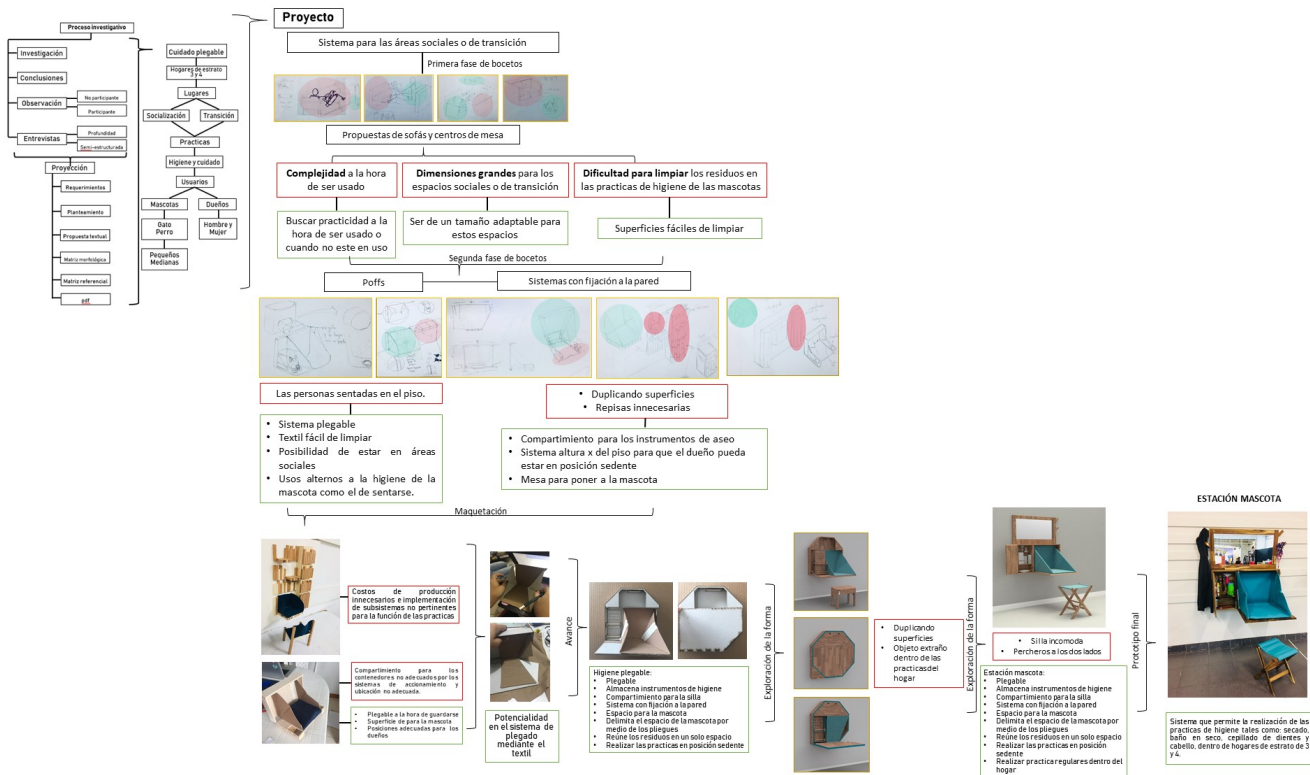 Proceso investigativo
Investigación
Conclusiones
Observación
No participante
Participante
Entrevistas
Profundidad
Semi-estructurada
Proyección
Requerimientos
Planteamiento
Propuesta textual
Matriz morfológica
Matriz referencial
pdf
Cuidado plegable
Hogares de estrato
3 y 4
Lugares
Socialización
Transición
Practicas
Higiene y cuidado
Usuarios
Mascotas
Dueños
Gato
Perro
Hombre y
Mujer
Pequeños
Medianas
Proyecto
Sistema para las áreas sociales o de transición
Primera fase de bocetos
Propuestas de sofás y centros de mesa
Complejidad a la hora
de ser usado
Dimensiones grandes para los
espacios sociales o de transición
Dificultad para limpiar los residuos en
las practicas de higiene de las mascotas
Buscar practicidad a la
hora de ser usado o
cuando no este en uso
Ser de un tamaño adaptable para
estos espacios
Superficies fáciles de limpiar
Segunda fase de bocetos
Poffs
Sistemas con fijación a la pared
Las personas sentadas en el piso.
• Sistema plegable
• Textil fácil de limpiar
• Posibilidad de estar en áreas
sociales
• Usos alternos a la higiene de la
mascota como el de sentarse.
• Duplicando superficies
• Repisas innecesarias
• Compartimiento para los instrumentos de aseo
• Sistema altura x del piso para que el dueño pueda
estar en posición sedente
• Mesa para poner a la mascota
Maquetación
Costos de producción
innecesarios e implementación
de subsistemas no pertinentes
para la función de las practicas
Compartimiento para los
contenedores no adecuados por los
sistemas de accionamiento y
ubicación no adecuada.
• Plegable a la hora de guardarse
• Superficie de para la mascota
• Posiciones adecuadas para los
dueños
Potencialidad
en el sistema de
plegado
mediante el
textil
Avance
Higiene plegable:
• Plegable
• Almacena instrumentos de higiene
• Compartimiento para la silla
• Sistema con fijación a la pared
• Espacio para la mascota
• Delimita el espacio de la mascota por
medio de los pliegues
• Reúne los residuos en un solo espacio
• Realizar las practicas en posición sedente
Exploración de la forma
• Duplicando
superficies
• Objeto extraño
dentro de las
practicas del
hogar
Exploración de la forma
• Silla incomoda
• Percheros a los dos lados
Estación mascota:
• Plegable
• Almacena instrumentos de higiene
• Compartimiento para la silla
• Sistema con fijación a la pared
• Espacio para la mascota
• Delimita el espacio de la mascota por
medio de los pliegues
• Reúne los residuos en un solo espacio
• Realizar las practicas en posición
sedente
• Realizar practica regulares dentro del
hogar
Prototipo final
ESTACIÓN MASCOTA
Sistema que permite la realización de las
practicas de higiene tales como: secado,
baño en seco, cepillado de dientes y
cabello, dentro de hogares de estrato de 3
y 4.